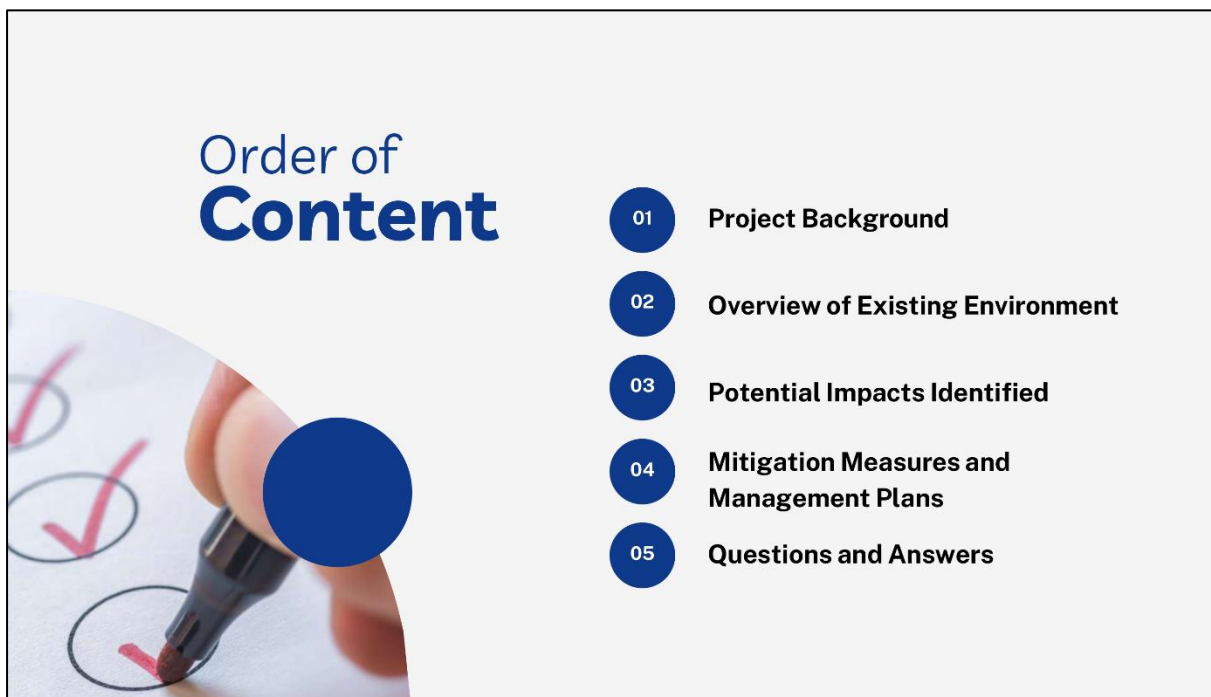 Order of
Content
01 Project Background
02 Overview of Existing Environment
03 Potential Impacts Identified
04 Mitigation Measures and
Management Plans
05 Questions and Answers